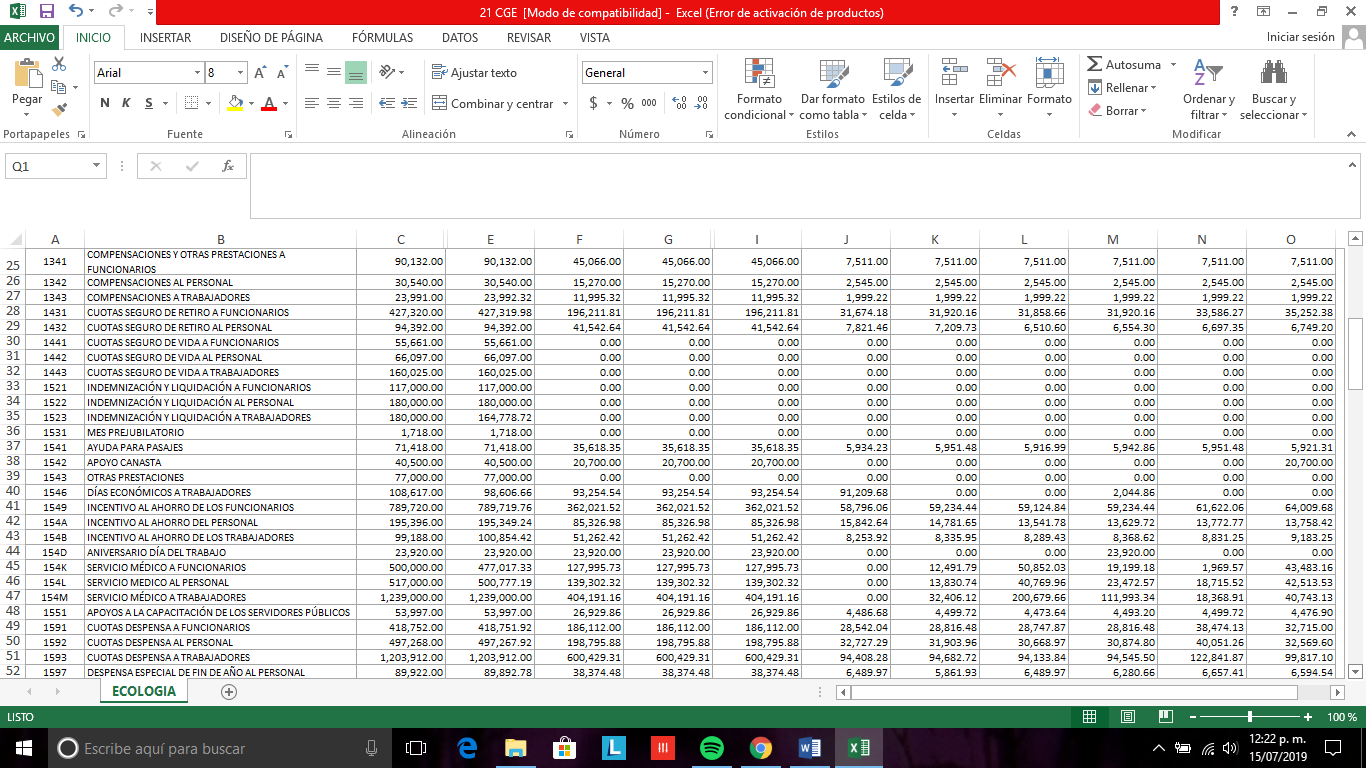 21 CGE [Modo de compatibilidad] - Excel (Error de activación de productos)
ARCHIVO INICIO INSERTAR DISEÑO DE PÁGINA FÓRMULAS DATOS REVISAR VISTA Iniciar sesión
Arial 8 Ajustar texto General Autosuma
Pegar N K S Combinar y centrar $ % 000 Formato condicional Dar formato como tabla Estilos de celda Insertar Eliminar Formato Rellenar Borrar Ordenar y filtrar Buscar y seleccionar
Portapapeles Fuente Alineación Número Estilos Celdas Modificar
Q1 fx
A B C E F G I J K L M N O
25 1341 COMPENSACIONES Y OTRAS PRESTACIONES A FUNCIONARIOS 90,132.00 90,132.00 45,066.00 45,066.00 45,066.00 7,511.00 7,511.00 7,511.00 7,511.00 7,511.00 7,511.00
26 1342 COMPENSACIONES AL PERSONAL 30,540.00 30,540.00 15,270.00 15,270.00 15,270.00 2,545.00 2,545.00 2,545.00 2,545.00 2,545.00 2,545.00
27 1343 COMPENSACIONES A TRABAJADORES 23,991.00 23,992.32 11,995.32 11,995.32 11,995.32 1,999.22 1,999.22 1,999.22 1,999.22 1,999.22 1,999.22
28 1431 CUOTAS SEGURO DE RETIRO A FUNCIONARIOS 427,320.00 427,319.98 196,211.81 196,211.81 196,211.81 31,674.18 31,920.16 31,858.66 31,920.16 33,586.27 35,252.38
29 1432 CUOTAS SEGURO DE RETIRO AL PERSONAL 94,392.00 94,392.00 41,542.64 41,542.64 41,542.64 7,821.46 7,209.73 6,510.60 6,554.30 6,697.35 6,749.20
30 1441 CUOTAS SEGURO DE VIDA A FUNCIONARIOS 55,661.00 55,661.00 0.00 0.00 0.00 0.00 0.00 0.00 0.00 0.00 0.00
31 1442 CUOTAS SEGURO DE VIDA AL PERSONAL 66,097.00 66,097.00 0.00 0.00 0.00 0.00 0.00 0.00 0.00 0.00 0.00
32 1443 CUOTAS SEGURO DE VIDA A TRABAJADORES 160,025.00 160,025.00 0.00 0.00 0.00 0.00 0.00 0.00 0.00 0.00 0.00
33 1521 INDEMNIZACIÓN Y LIQUIDACIÓN A FUNCIONARIOS 117,000.00 117,000.00 0.00 0.00 0.00 0.00 0.00 0.00 0.00 0.00 0.00
34 1522 INDEMNIZACIÓN Y LIQUIDACIÓN AL PERSONAL 180,000.00 180,000.00 0.00 0.00 0.00 0.00 0.00 0.00 0.00 0.00 0.00
35 1523 INDEMNIZACIÓN Y LIQUIDACIÓN A TRABAJADORES 180,000.00 164,778.72 0.00 0.00 0.00 0.00 0.00 0.00 0.00 0.00 0.00
36 1531 MES PREJUBILATORIO 1,718.00 1,718.00 0.00 0.00 0.00 0.00 0.00 0.00 0.00 0.00 0.00
37 1541 AYUDA PARA PASAJES 71,418.00 71,418.00 35,618.35 35,618.35 35,618.35 5,934.23 5,951.48 5,916.99 5,942.86 5,951.48 5,921.31
38 1542 APOYO CANASTA 40,500.00 40,500.00 20,700.00 20,700.00 20,700.00 0.00 0.00 0.00 0.00 0.00 20,700.00
39 1543 OTRAS PRESTACIONES 77,000.00 77,000.00 0.00 0.00 0.00 0.00 0.00 0.00 0.00 0.00 0.00
40 1546 DÍAS ECONÓMICOS A TRABAJADORES 108,617.00 98,606.66 93,254.54 93,254.54 93,254.54 91,209.68 0.00 0.00 2,044.86 0.00 0.00
41 1549 INCENTIVO AL AHORRO DE LOS FUNCIONARIOS 789,720.00 789,719.76 362,021.52 362,021.52 362,021.52 58,796.06 59,234.44 59,124.84 59,234.44 61,622.06 64,009.68
42 154A INCENTIVO AL AHORRO DEL PERSONAL 195,396.00 195,349.24 85,326.98 85,326.98 85,326.98 15,842.64 14,781.65 13,541.78 13,629.72 13,772.77 13,758.42
43 154B INCENTIVO AL AHORRO DE LOS TRABAJADORES 99,188.00 100,854.42 51,262.42 51,262.42 51,262.42 8,253.92 8,335.95 8,289.43 8,368.62 8,831.25 9,183.25
44 154D ANIVERSARIO DÍA DEL TRABAJO 23,920.00 23,920.00 23,920.00 23,920.00 23,920.00 0.00 0.00 0.00 23,920.00 0.00 0.00
45 154K SERVICIO MÉDICO A FUNCIONARIOS 500,000.00 477,017.33 127,995.73 127,995.73 127,995.73 0.00 12,491.79 50,852.03 19,199.18 1,969.57 43,483.16
46 154L SERVICIO MEDICO AL PERSONAL 517,000.00 500,777.19 139,302.32 139,302.32 139,302.32 0.00 13,830.74 40,769.96 23,472.57 18,715.52 42,513.53
47 154M SERVICIO MÉDICO A TRABAJADORES 1,239,000.00 1,239,000.00 404,191.16 404,191.16 404,191.16 0.00 32,406.12 200,679.66 111,993.34 18,368.91 40,743.13
48 1551 APOYOS A LA CAPACITACIÓN DE LOS SERVIDORES PÚBLICOS 53,997.00 53,997.00 26,929.86 26,929.86 26,929.86 4,486.68 4,499.72 4,473.64 4,493.20 4,499.72 4,476.90
49 1591 CUOTAS DESPENSA A FUNCIONARIOS 418,752.00 418,751.92 186,112.00 186,112.00 186,112.00 28,542.04 28,816.48 28,747.87 28,816.48 38,474.13 32,715.00
50 1592 CUOTAS DESPENSA AL PERSONAL 497,268.00 497,267.92 198,795.88 198,795.88 198,795.88 32,727.29 31,903.96 30,668.97 30,874.80 40,051.26 32,569.60
51 1593 CUOTAS DESPENSA A TRABAJADORES 1,203,912.00 1,203,912.00 600,429.31 600,429.31 600,429.31 94,408.28 94,682.72 94,133.84 94,545.50 122,841.87 99,817.10
52 1597 DESPENSA ESPECIAL DE FIN DE AÑO AL PERSONAL 89,922.00 89,892.78 38,374.48 38,374.48 38,374.48 6,489.97 5,861.93 6,489.97 6,280.66 6,657.41 6,594.54
ECOLOGIA
LISTO 100 %
Escribe aquí para buscar
12:22 p. m.
15/07/2019